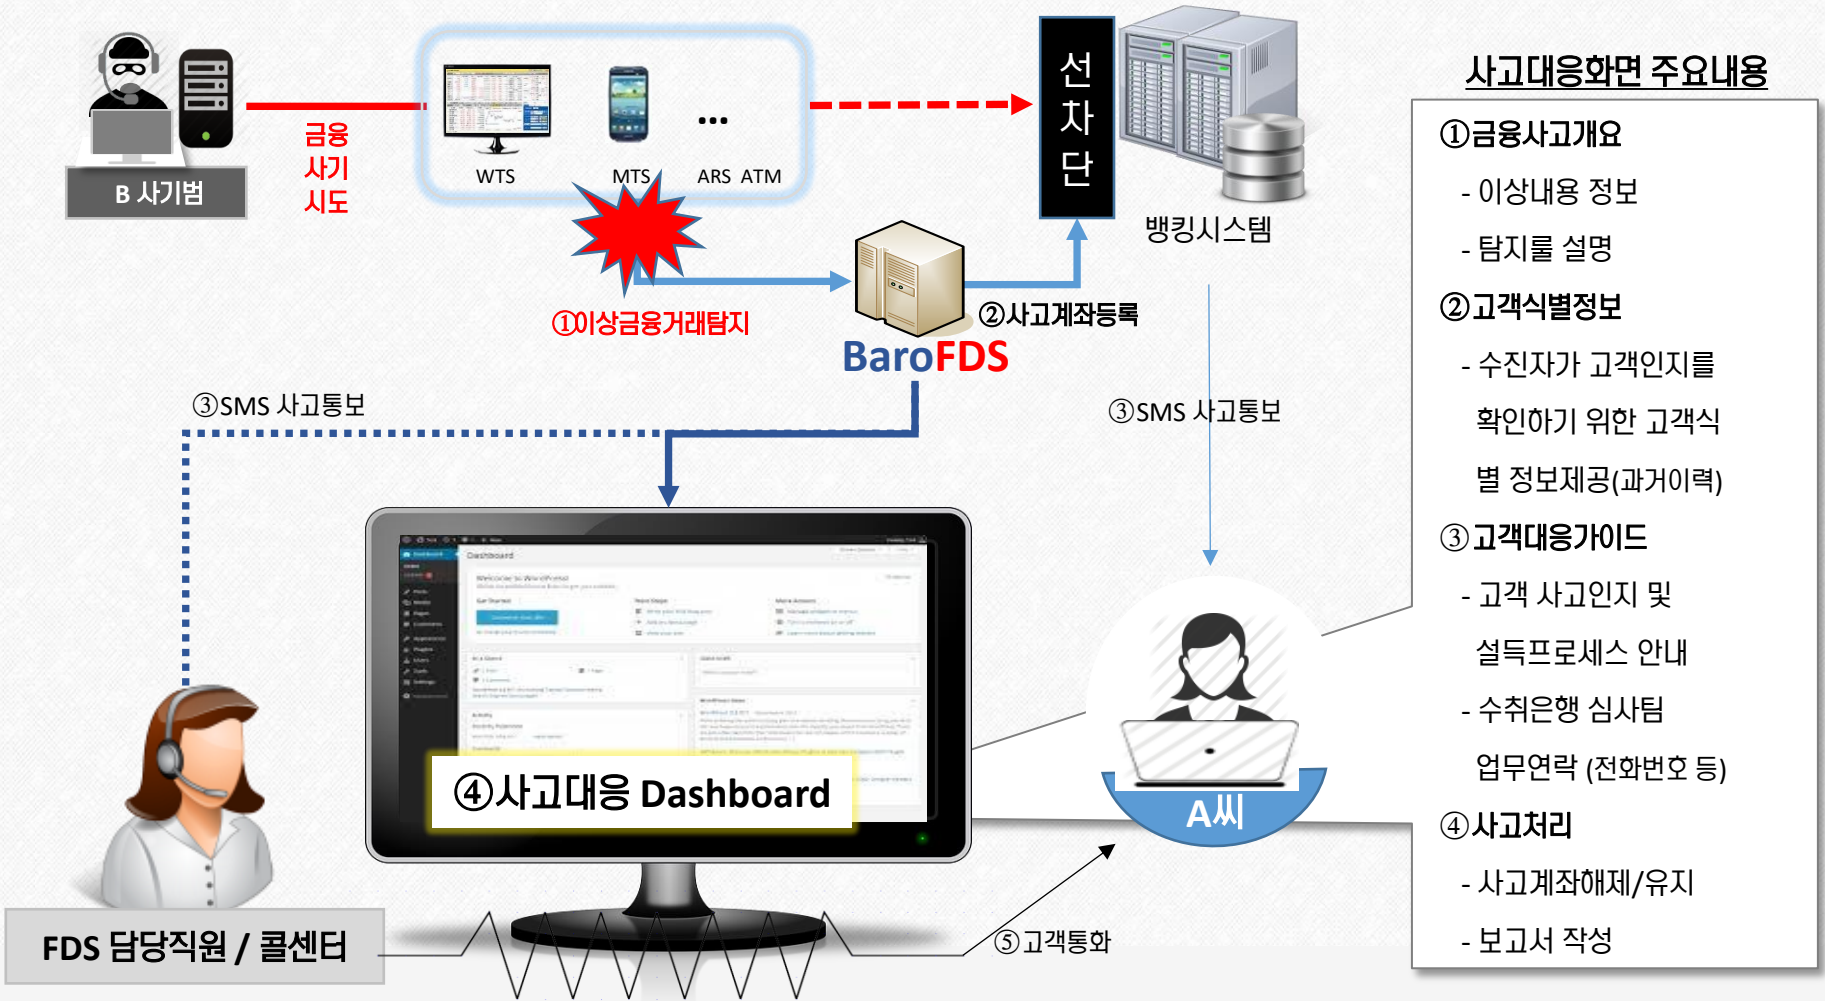 B 사기범
금융
사기
시도
WTS
MTS
...
ARS ATM
선
차
단
뱅킹시스템
①이상금융거래탐지
②사고계좌등록
BaroFDS
③SMS 사고통보
③SMS 사고통보
Dashboard
Welcome to WordPress!
④사고대응 Dashboard
A씨
FDS 담당직원 / 콜센터
⑤고객통화
사고대응화면 주요내용
①금융사고개요
- 이상내용 정보
- 탐지룰 설명
②고객식별정보
- 수진자가 고객인지를
확인하기 위한 고객식
별 정보제공(과거이력)
③고객대응가이드
- 고객 사고인지 및
설득프로세스 안내
- 수취은행 심사팀
업무연락 (전화번호 등)
④사고처리
- 사고계좌해제/유지
- 보고서 작성